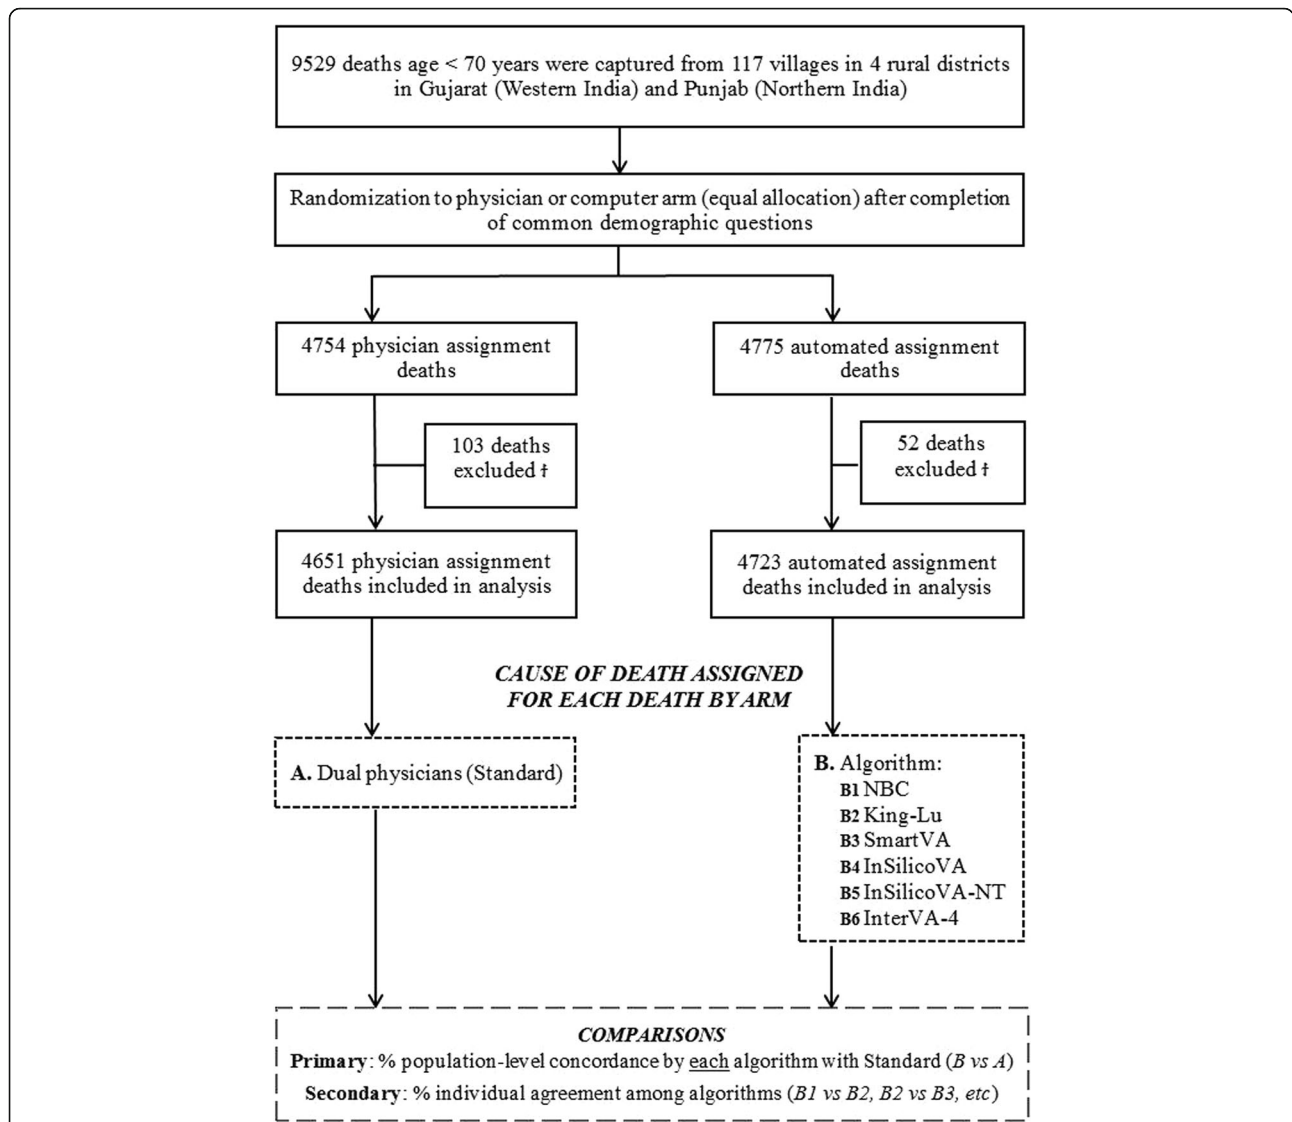 9529 deaths age < 70 years were captured from 117 villages in 4 rural districts
in Gujarat (Western India) and Punjab (Northern India)
Randomization to physician or computer arm (equal allocation) after completion
of common demographic questions
4754 physician assignment
deaths
4775 automated assignment
deaths
103 deaths
excluded †
52 deaths
excluded †
4651 physician assignment
deaths included in analysis
4723 automated assignment
deaths included in analysis
CAUSE OF DEATH ASSIGNED
FOR EACH DEATH BY ARM
A. Dual physicians (Standard)
B. Algorithm:
B1 NBC
B2 King-Lu
B3 SmartVA
B4 InSilicoVA
B5 InSilicoVA-NT
B6 InterVA-4
COMPARISONS
Primary: % population-level concordance by each algorithm with Standard (B vs A)
Secondary: % individual agreement among algorithms (B1 vs B2, B2 vs B3, etc)